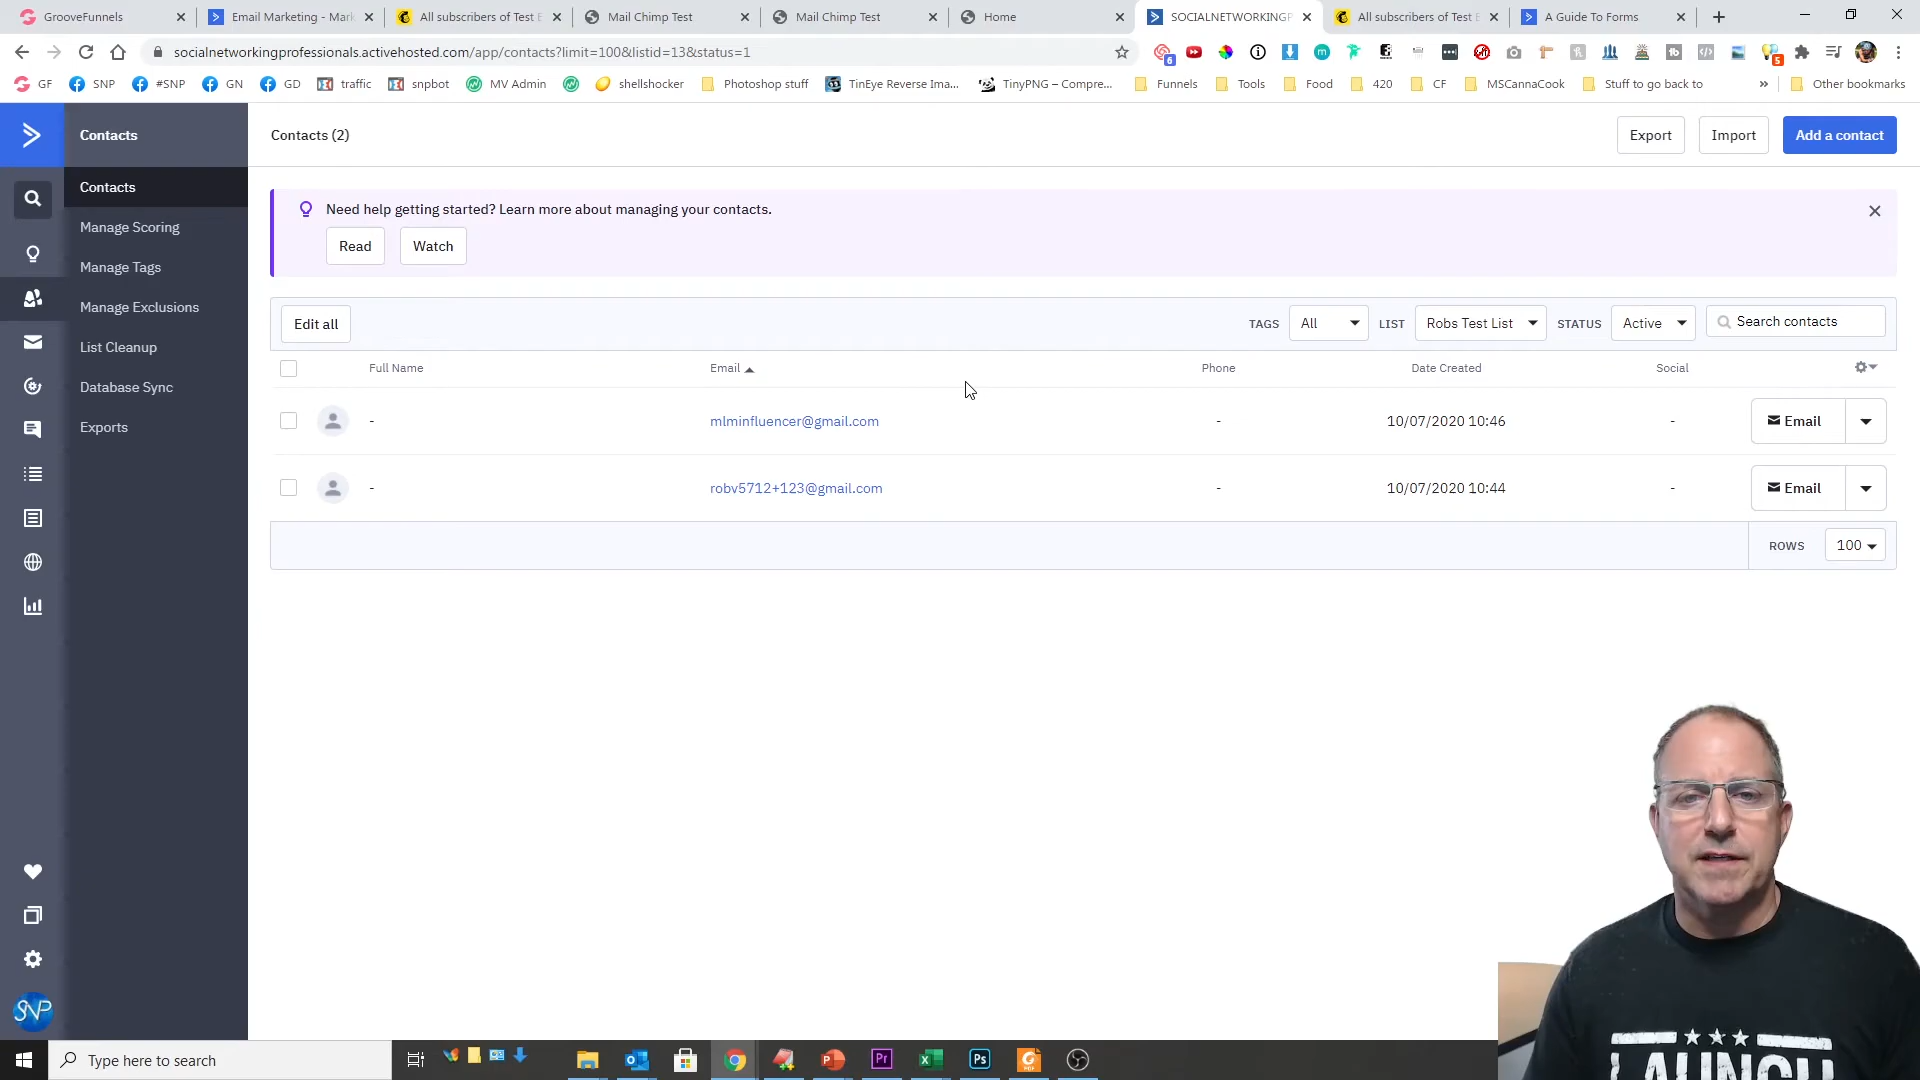 GrooveFunnels
Email Marketing - Mark
All subscribers of Test E
Mail Chimp Test
Mail Chimp Test
Home
SOCIALNETWORKINGP
All subscribers of Test E
A Guide To Forms
socialnetworkingprofessionals.activehosted.com/app/contacts?limit=100&listid=13&status=1
GF
SNP
#SNP
GN
GD
traffic
snpbot
MV Admin
shellshocker
Photoshop stuff
TinEye Reverse Ima...
TinyPNG – Compre...
Funnels
Tools
Food
420
CF
MSCannaCook
Stuff to go back to
»
Other bookmarks
Contacts
Contacts
Manage Scoring
Manage Tags
Manage Exclusions
List Cleanup
Database Sync
Exports
SNP
Contacts (2)
Export
Import
Add a contact
Need help getting started? Learn more about managing your contacts.
Read
Watch
Edit all
TAGS
All
LIST
Robs Test List
STATUS
Active
Search contacts
Full Name
Email
Phone
Date Created
Social
-
mlminfluencer@gmail.com
-
10/07/2020 10:46
-
Email
-
robv5712+123@gmail.com
-
10/07/2020 10:44
-
Email
ROWS
100
LAUNCH
Type here to search